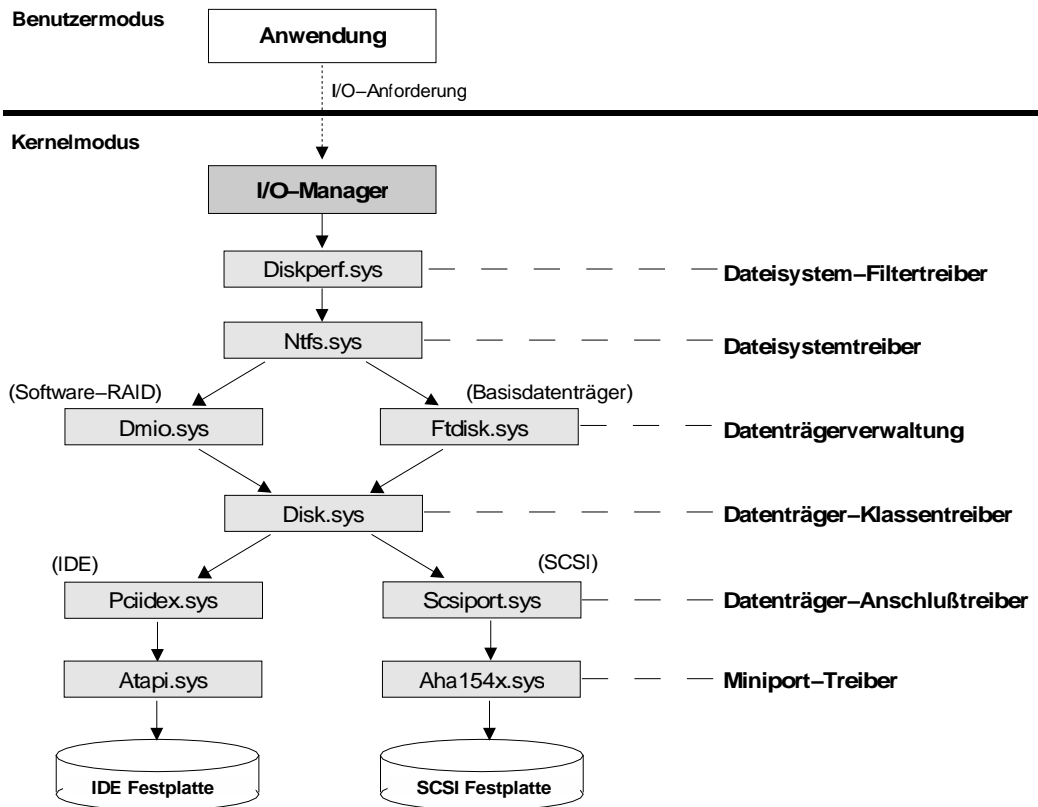 Benutzermodus
Anwendung
I/O−Anforderung
Kernelmodus
I/O−Manager
Diskperf.sys
Dateisystem−Filtertreiber
Ntfs.sys
Dateisystemtreiber
(Software−RAID)
(Basisdatenträger)
Dmio.sys
Ftdisk.sys
Datenträgerverwaltung
Disk.sys
Datenträger−Klassentreiber
(IDE)
(SCSI)
Pciidex.sys
Scsiport.sys
Datenträger−Anschlußtreiber
Atapi.sys
Aha154x.sys
Miniport−Treiber
IDE Festplatte
SCSI Festplatte